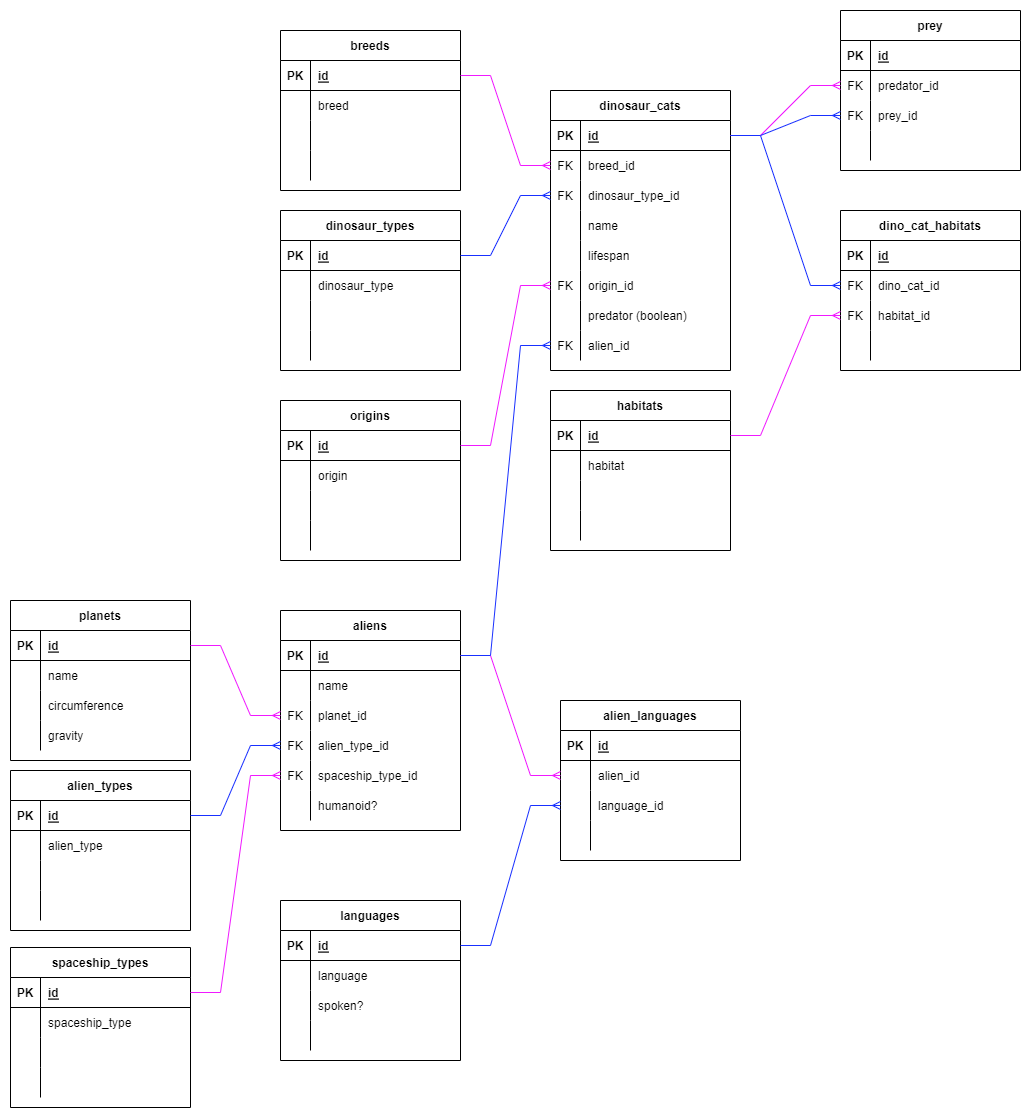 breeds
PK id
breed
dinosaur_types
PK id
dinosaur_type
origins
PK id
origin
dinosaur_cats
PK id
FK breed_id
FK dinosaur_type_id
name
lifespan
FK origin_id
predator (boolean)
FK alien_id
prey
PK id
FK predator_id
FK prey_id
dino_cat_habitats
PK id
FK dino_cat_id
FK habitat_id
habitats
PK id
habitat
planets
PK id
name
circumference
gravity
alien_types
PK id
alien_type
spaceship_types
PK id
spaceship_type
aliens
PK id
name
FK planet_id
FK alien_type_id
FK spaceship_type_id
humanoid?
alien_languages
PK id
alien_id
language_id
languages
PK id
language
spoken?